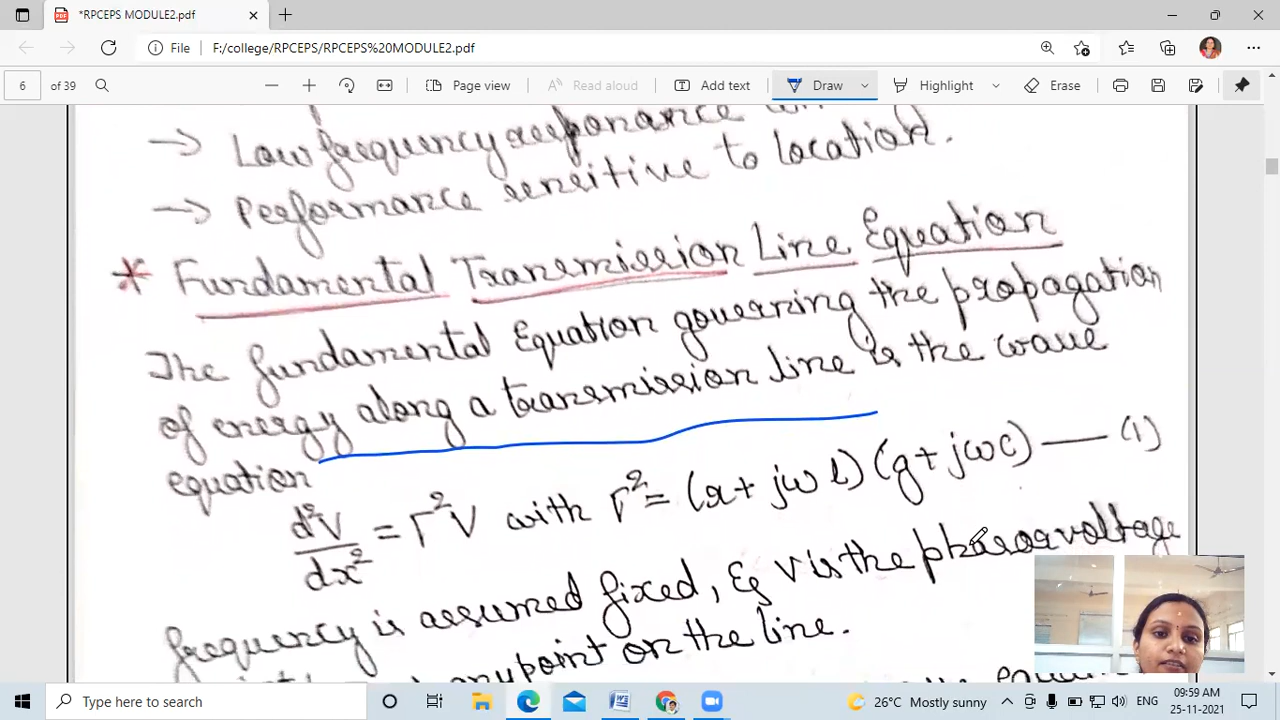 *RPCEPS MODULE2.pdf
File F:/college/RPCEPS/RPCEPS%20MODULE2.pdf
6 of 39 Page view Read aloud Add text Draw Highlight Erase
→ Low frequency resonance
→ Performance sensitive to location.
* Fundamental Transmission Line Equation
The fundamental Equation governing the propagation
of energy along a transmission line is the wave
equation
d²V/dx² = Γ²V with Γ² = (r + jωl) (g + jωc) — (1)
frequency is assumed fixed, & V is the phasor voltage
any point on the line.
Type here to search 26°C Mostly sunny ENG 09:59 AM
25-11-2021